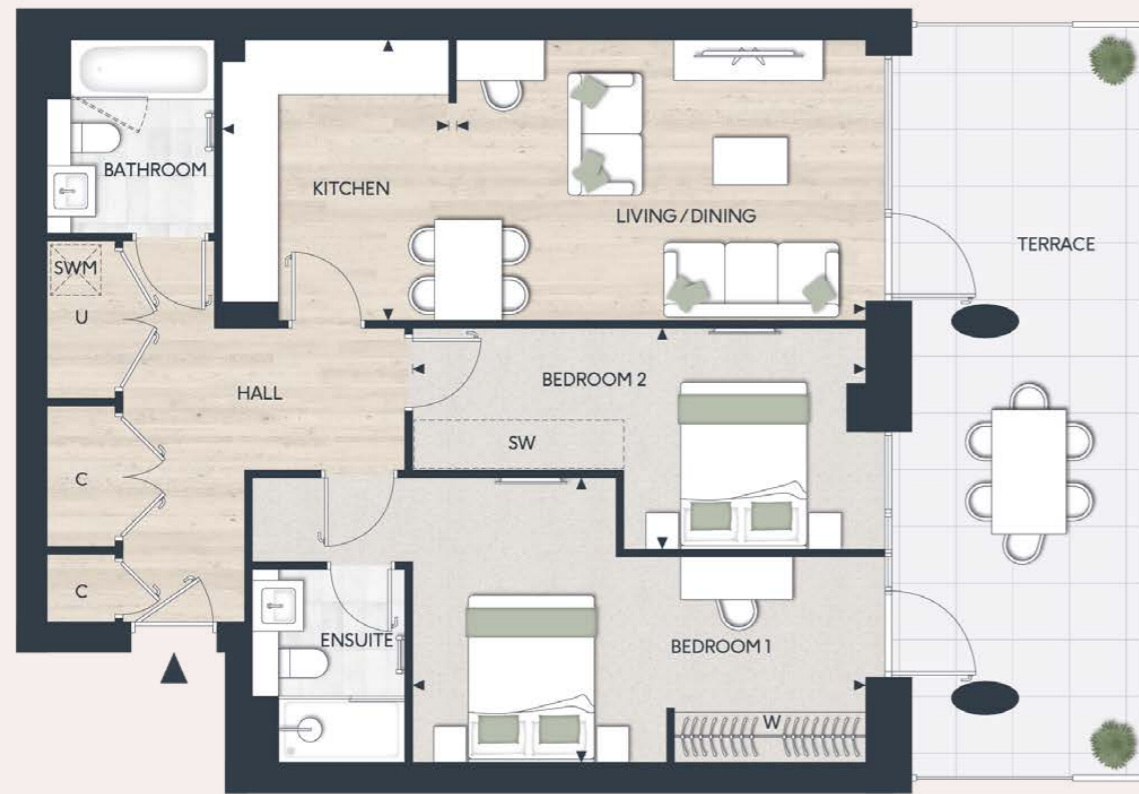 BATHROOM
KITCHEN
LIVING / DINING
TERRACE
SWM
U
HALL
BEDROOM 2
SW
C
C
ENSUITE
BEDROOM 1
W